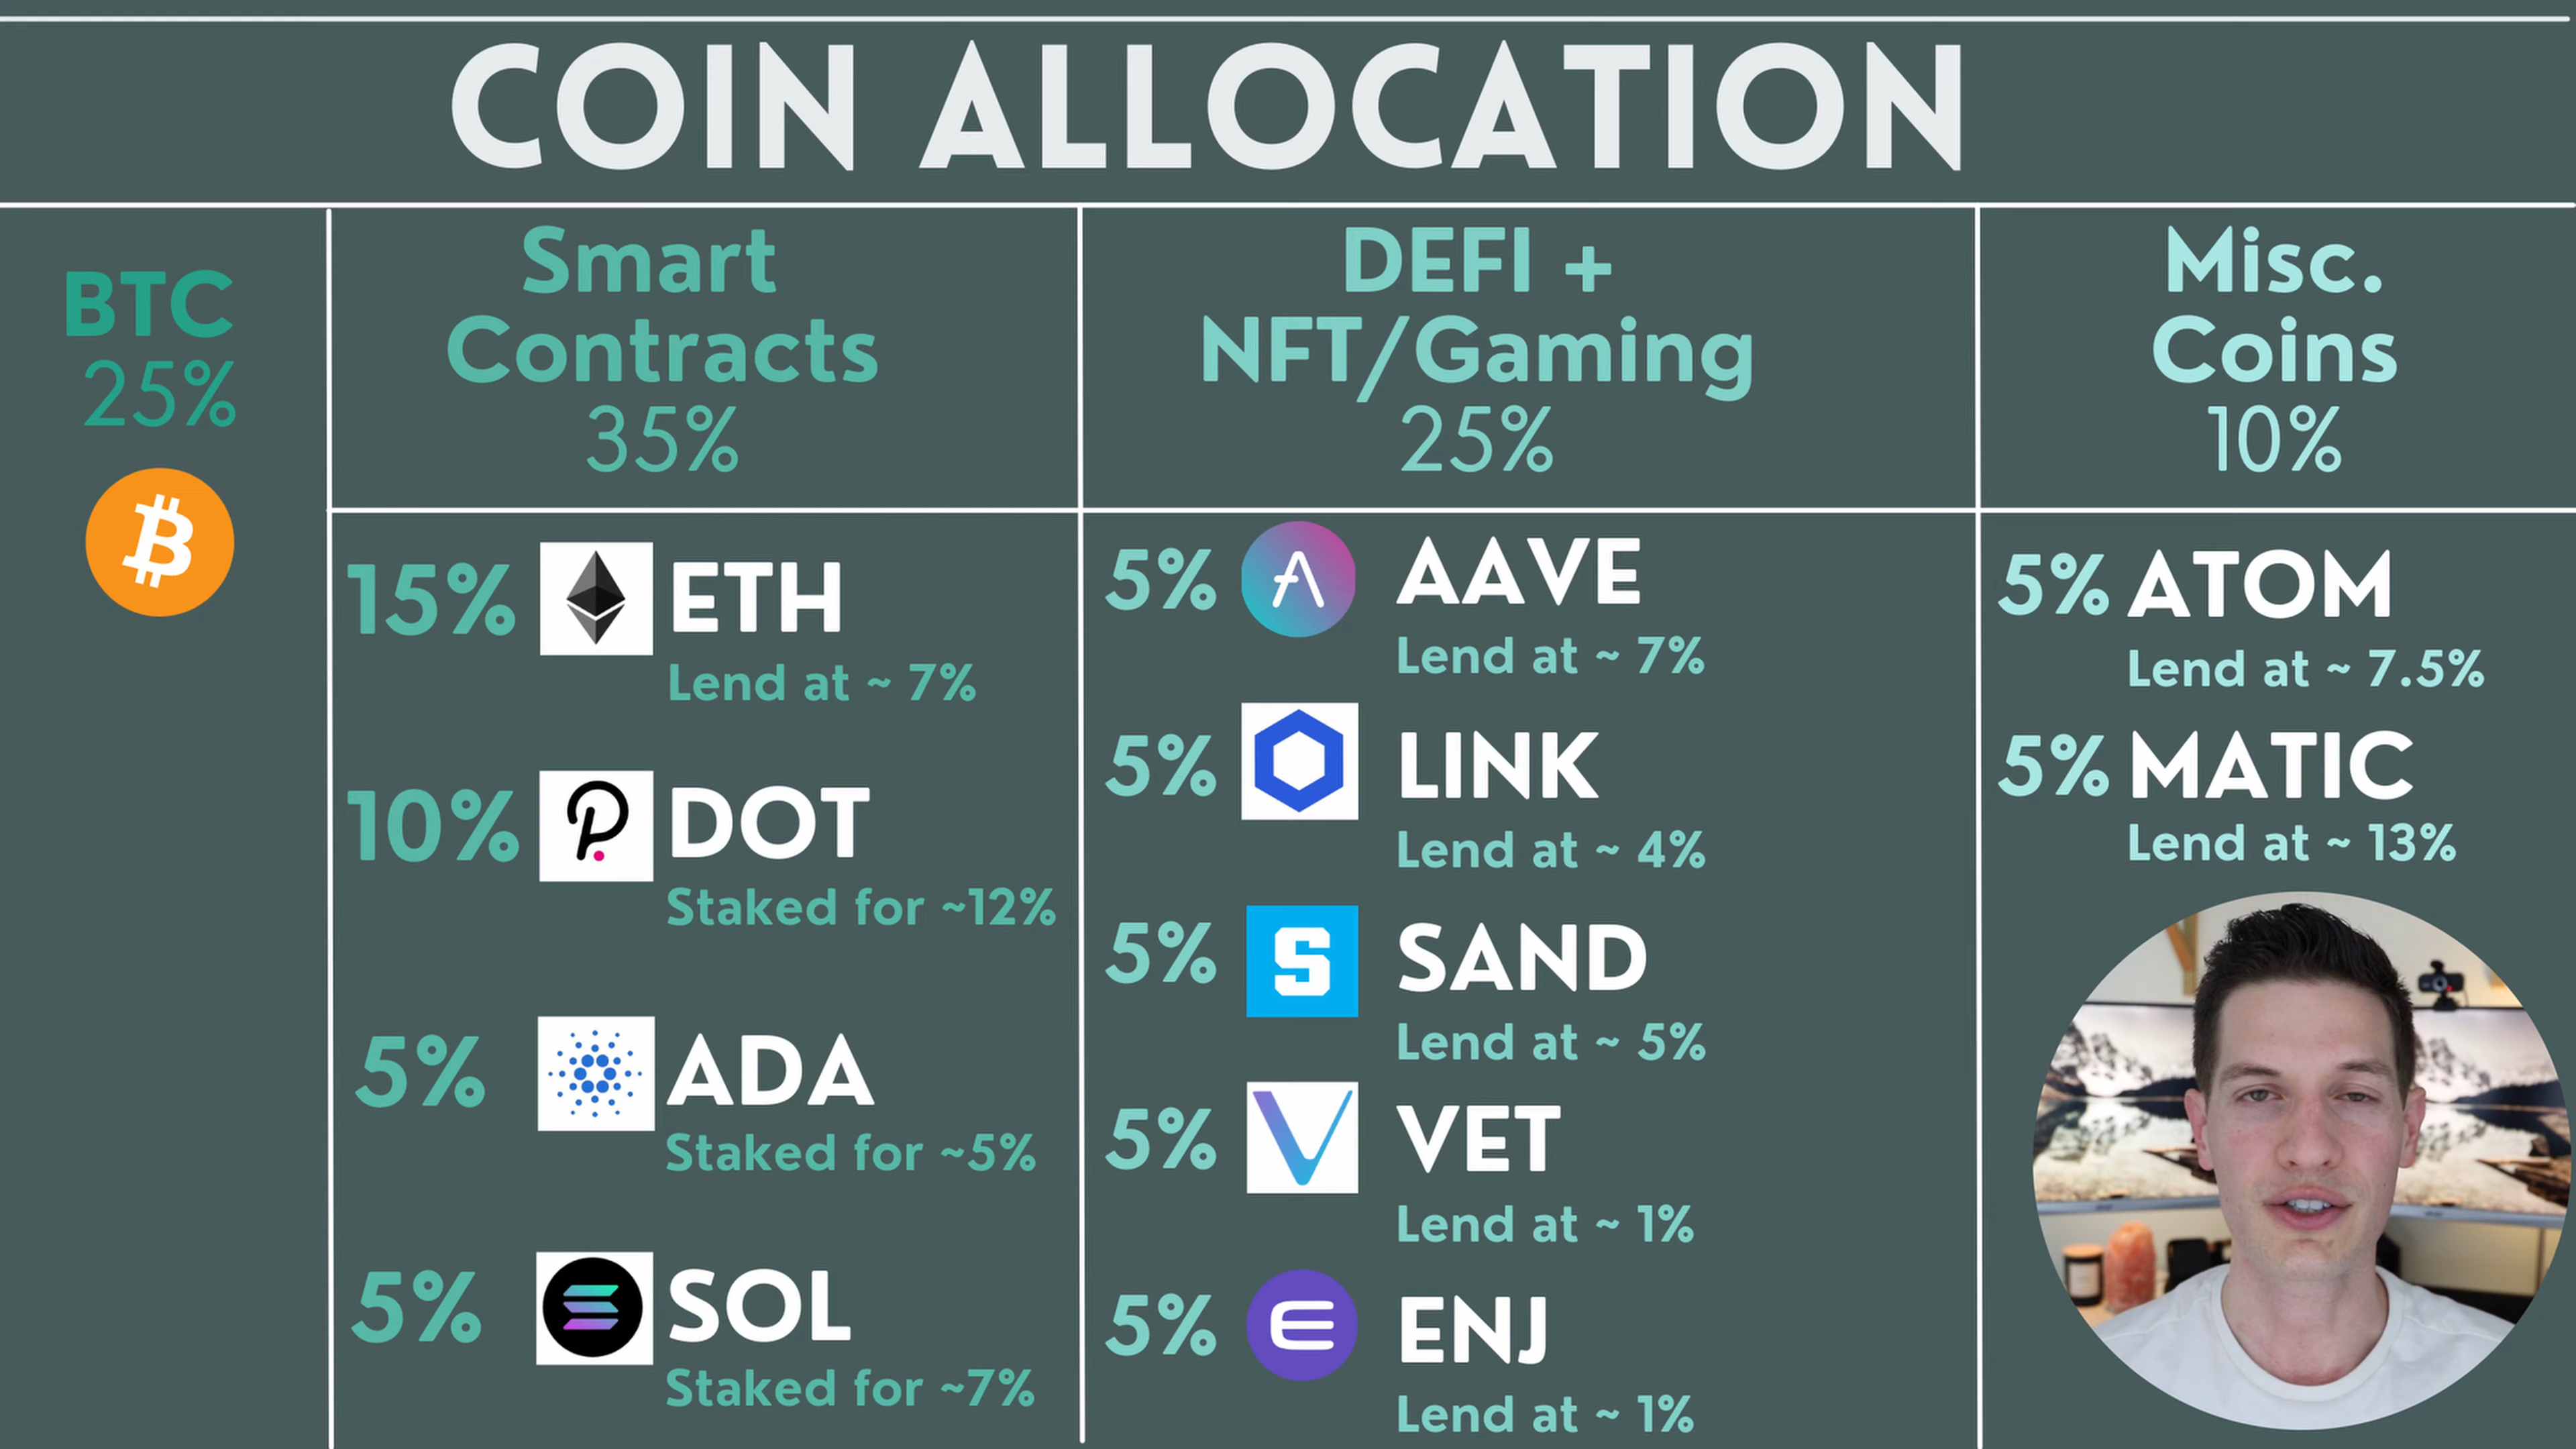 COIN ALLOCATION
BTC
25%
Smart
Contracts
35%
15% ETH
Lend at ~ 7%
10% DOT
Staked for ~12%
5% ADA
Staked for ~5%
5% SOL
Staked for ~7%
DEFI +
NFT/Gaming
25%
5% AAVE
Lend at ~ 7%
5% LINK
Lend at ~ 4%
5% SAND
Lend at ~ 5%
5% VET
Lend at ~ 1%
5% ENJ
Lend at ~ 1%
Misc.
Coins
10%
5% ATOM
Lend at ~ 7.5%
5% MATIC
Lend at ~ 13%